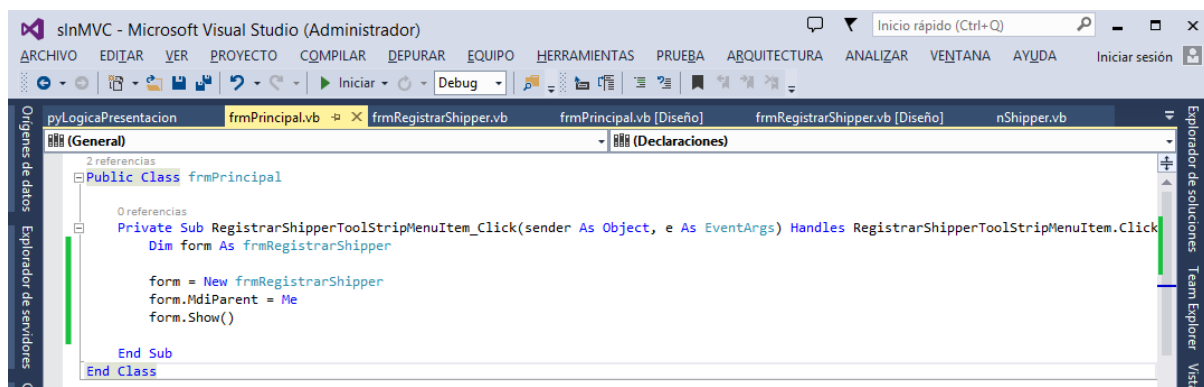 slnMVC - Microsoft Visual Studio (Administrador)
Inicio rápido (Ctrl+Q)
ARCHIVO EDITAR VER PROYECTO COMPILAR DEPURAR EQUIPO HERRAMIENTAS PRUEBA ARQUITECTURA ANALIZAR VENTANA AYUDA Iniciar sesión
Iniciar Debug
pyLogicaPresentacion frmPrincipal.vb frmRegistrarShipper.vb frmPrincipal.vb [Diseño] frmRegistrarShipper.vb [Diseño] nShipper.vb
(General) (Declaraciones)
2 referencias
Public Class frmPrincipal
0 referencias
Private Sub RegistrarShipperToolStripMenuItem_Click(sender As Object, e As EventArgs) Handles RegistrarShipperToolStripMenuItem.Click
Dim form As frmRegistrarShipper
form = New frmRegistrarShipper
form.MdiParent = Me
form.Show()
End Sub
End Class
Orígenes de datos
Explorador de servidores
Explorador de soluciones
Team Explorer